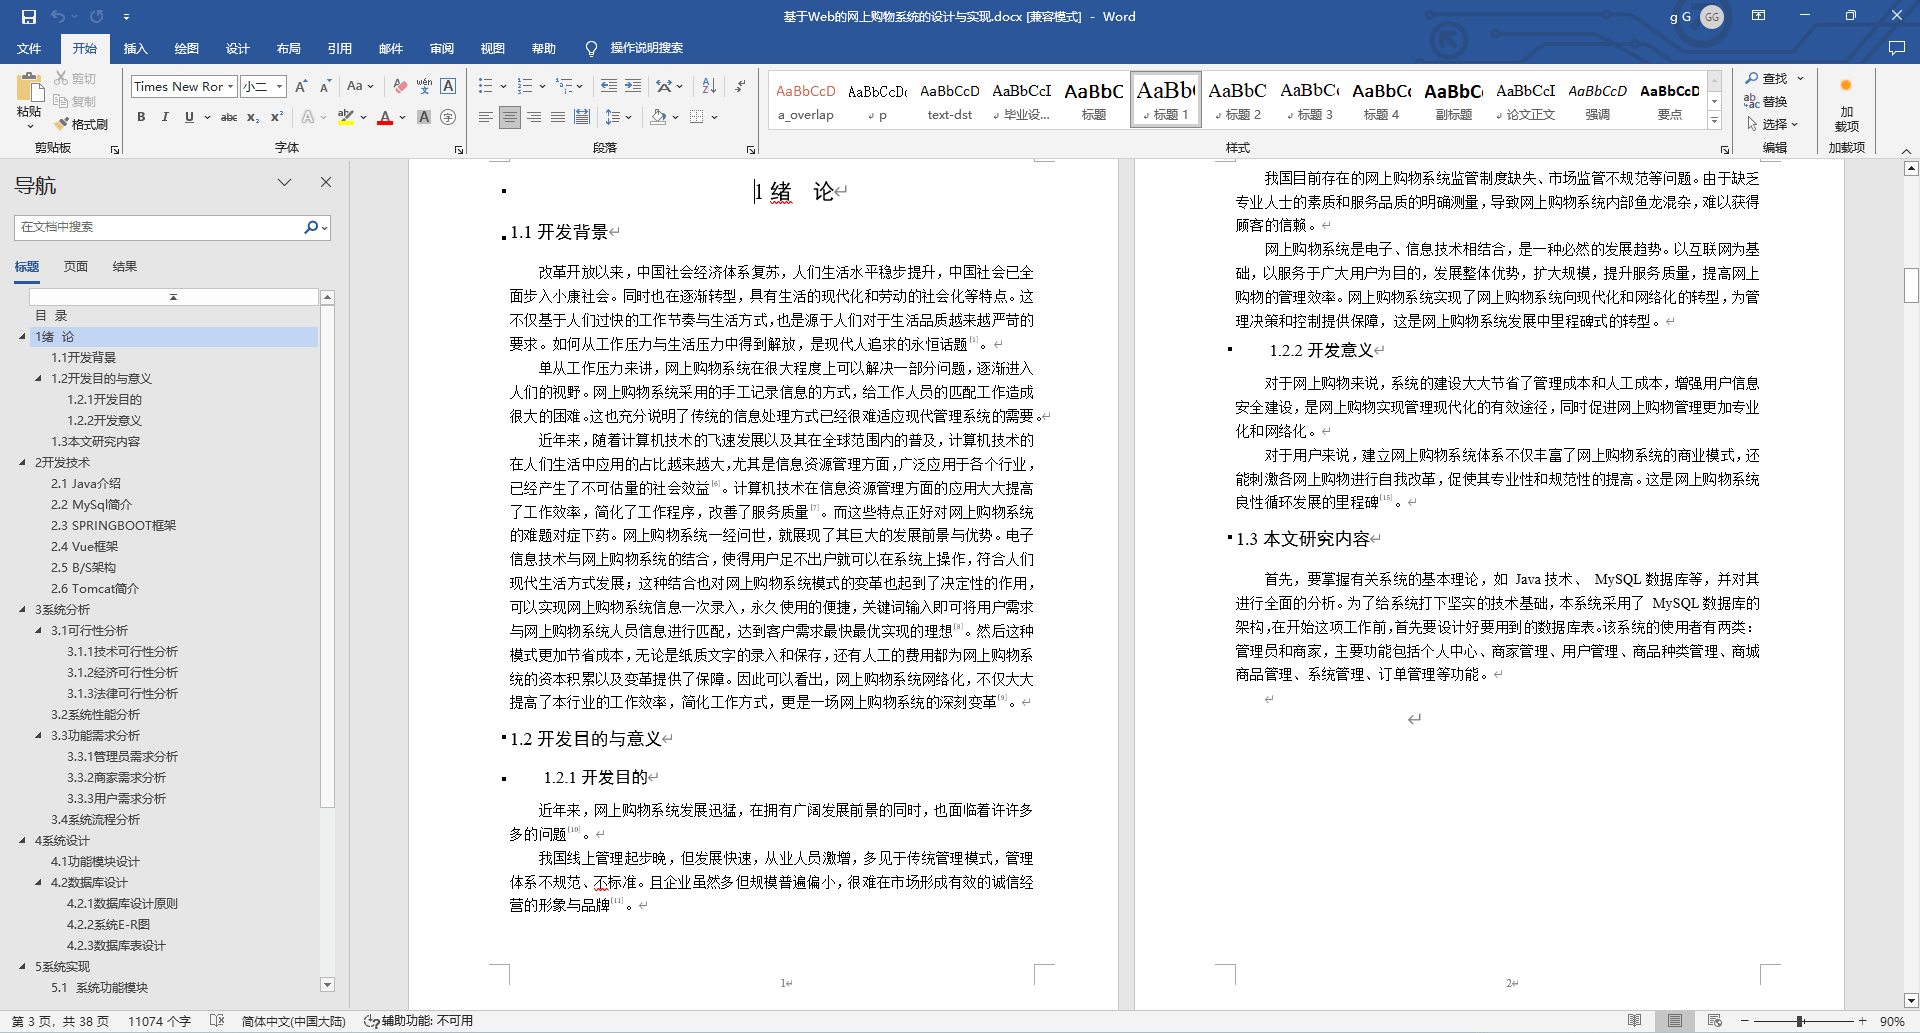 基于Web的网上购物系统的设计与实现.docx [兼容模式] - Word
g G
GG
文件 开始 插入 绘图 设计 布局 引用 邮件 审阅 视图 帮助 操作说明搜索
粘贴
剪切
复制
格式刷
剪贴板
Times New Ror 小二
字体
段落
AaBbCcD a_overlap
AaBbCcDc p
AaBbCcD text-dst
AaBbCcI 毕业设...
AaBbC 标题
AaBb( 标题 1
AaBbC 标题 2
AaBbC 标题 3
AaBbC 标题 4
AaBbC 副标题
AaBbCcI 论文正文
AaBbCcD 强调
AaBbCcD 要点
样式
查找
替换
选择
编辑
加载项
加载项
导航
在文档中搜索
标题 页面 结果
目 录
1绪 论
1.1开发背景
1.2开发目的与意义
1.2.1开发目的
1.2.2开发意义
1.3本文研究内容
2开发技术
2.1 Java介绍
2.2 MySql简介
2.3 SPRINGBOOT框架
2.4 Vue框架
2.5 B/S架构
2.6 Tomcat简介
3系统分析
3.1可行性分析
3.1.1技术可行性分析
3.1.2经济可行性分析
3.1.3法律可行性分析
3.2系统性能分析
3.3功能需求分析
3.3.1管理员需求分析
3.3.2商家需求分析
3.3.3用户需求分析
3.4系统流程分析
4系统设计
4.1功能模块设计
4.2数据库设计
4.2.1数据库设计原则
4.2.2系统E-R图
4.2.3数据库表设计
5系统实现
5.1 系统功能模块
1 绪 论
1.1 开发背景
改革开放以来，中国社会经济体系复苏，人们生活水平稳步提升，中国社会已全
面步入小康社会。同时也在逐渐转型，具有生活的现代化和劳动的社会化等特点。这
不仅基于人们过快的工作节奏与生活方式，也是源于人们对于生活品质越来越严苛的
要求。如何从工作压力与生活压力中得到解放，是现代人追求的永恒话题[1]。
单从工作压力来讲，网上购物系统在很大程度上可以解决一部分问题，逐渐进入
人们的视野。网上购物系统采用的手工记录信息的方式，给工作人员的匹配工作造成
很大的困难。这也充分说明了传统的信息处理方式已经很难适应现代管理系统的需要。
近年来，随着计算机技术的飞速发展以及其在全球范围内的普及，计算机技术的
在人们生活中应用的占比越来越大，尤其是信息资源管理方面，广泛应用于各个行业，
已经产生了不可估量的社会效益[6]。计算机技术在信息资源管理方面的应用大大提高
了工作效率，简化了工作程序，改善了服务质量[7]。而这些特点正好对网上购物系统
的难题对症下药。网上购物系统一经问世，就展现了其巨大的发展前景与优势。电子
信息技术与网上购物系统的结合，使得用户足不出户就可以在系统上操作，符合人们
现代生活方式发展；这种结合也对网上购物系统模式的变革也起到了决定性的作用，
可以实现网上购物系统信息一次录入，永久使用的便捷，关键词输入即可将用户需求
与网上购物系统人员信息进行匹配，达到客户需求最快最优实现的理想[8]。然后这种
模式更加节省成本，无论是纸质文字的录入和保存，还有人工的费用都为网上购物系
统的资本积累以及变革提供了保障。因此可以看出，网上购物系统网络化，不仅大大
提高了本行业的工作效率，简化工作方式，更是一场网上购物系统的深刻变革[9]。
1.2 开发目的与意义
1.2.1 开发目的
近年来，网上购物系统发展迅猛，在拥有广阔发展前景的同时，也面临着许许多
多的问题[10]。
我国线上管理起步晚，但发展快速，从业人员激增，多见于传统管理模式，管理
体系不规范、不标准。且企业虽然多但规模普遍偏小，很难在市场形成有效的诚信经
营的形象与品牌[11]。
1
我国目前存在的网上购物系统监管制度缺失、市场监管不规范等问题。由于缺乏
专业人士的素质和服务品质的明确测量，导致网上购物系统内部鱼龙混杂，难以获得
顾客的信赖。
网上购物系统是电子、信息技术相结合，是一种必然的发展趋势。以互联网为基
础，以服务于广大用户为目的，发展整体优势，扩大规模，提升服务质量，提高网上
购物的管理效率。网上购物系统实现了网上购物系统向现代化和网络化的转型，为管
理决策和控制提供保障，这是网上购物系统发展中里程碑式的转型。
1.2.2 开发意义
对于网上购物来说，系统的建设大大节省了管理成本和人工成本，增强用户信息
安全建设，是网上购物实现管理现代化的有效途径，同时促进网上购物管理更加专业
化和网络化。
对于用户来说，建立网上购物系统体系不仅丰富了网上购物系统的商业模式，还
能刺激各网上购物进行自我改革，促使其专业性和规范性的提高。这是网上购物系统
良性循环发展的里程碑[15]。
1.3 本文研究内容
首先，要掌握有关系统的基本理论，如 Java 技术、 MySQL 数据库等，并对其
进行全面的分析。为了给系统打下坚实的技术基础，本系统采用了 MySQL 数据库的
架构，在开始这项工作前，首先要设计好要用到的数据库表。该系统的使用者有两类：
管理员和商家，主要功能包括个人中心、商家管理、用户管理、商品种类管理、商城
商品管理、系统管理、订单管理等功能。
2
第 3 页，共 38 页 11074 个字 简体中文(中国大陆) 辅助功能: 不可用 90%